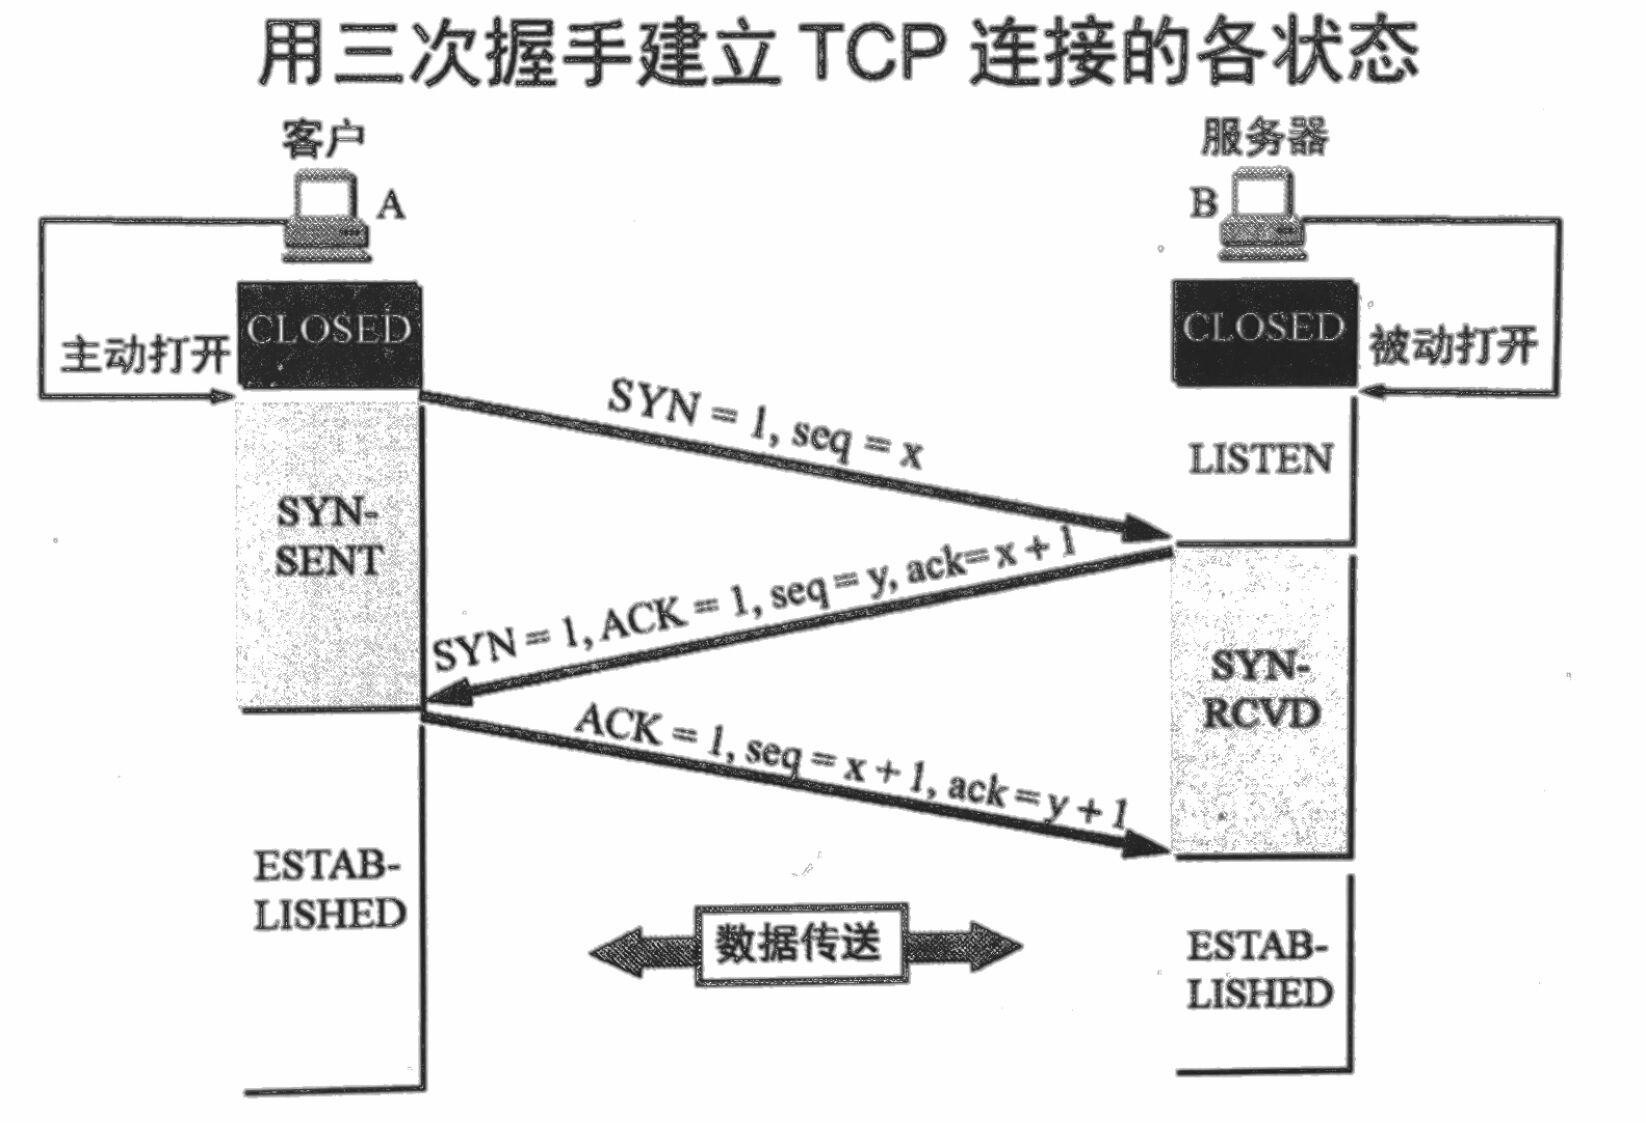 用三次握手建立 TCP 连接的各状态
客户
服务器
A
B
CLOSED
CLOSED
主动打开
被动打开
SYN = 1, seq = x
LISTEN
SYN-
SENT
SYN = 1, ACK = 1, seq = y, ack= x + 1
SYN-
RCVD
ACK = 1, seq = x + 1, ack = y + 1
ESTAB-
LISHED
数据传送
ESTAB-
LISHED